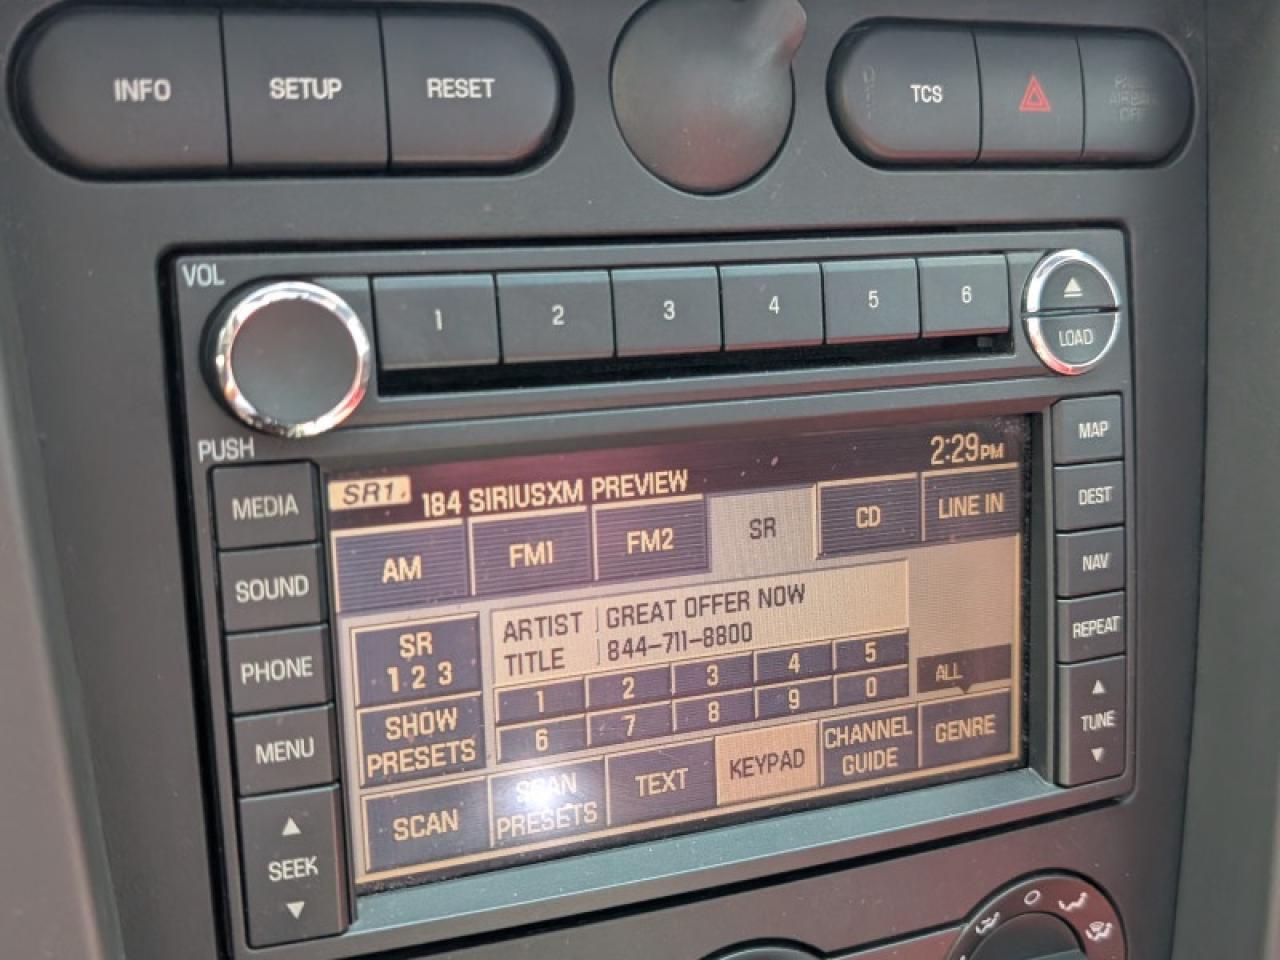 INFO SETUP RESET TCS
VOL
1 2 3 4 5 6
LOAD
PUSH
MEDIA
SOUND
PHONE
MENU
SEEK
SR1 184 SIRIUSXM PREVIEW 2:29PM
AM FM1 FM2 SR CD LINE IN
SR
1 2 3
ARTIST GREAT OFFER NOW
TITLE 844-711-8800
1 2 3 4 5
6 7 8 9 0
ALL
SHOW
PRESETS
SCAN
SCAN
PRESETS
TEXT
KEYPAD
CHANNEL
GUIDE
GENRE
MAP
DEST
NAV
REPEAT
TUNE